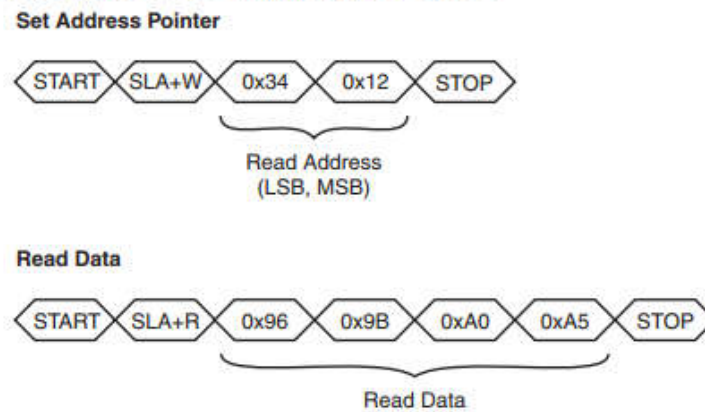 Set Address Pointer
START SLA+W 0x34 0x12 STOP
Read Address
(LSB, MSB)
Read Data
START SLA+R 0x96 0x9B 0xA0 0xA5 STOP
Read Data